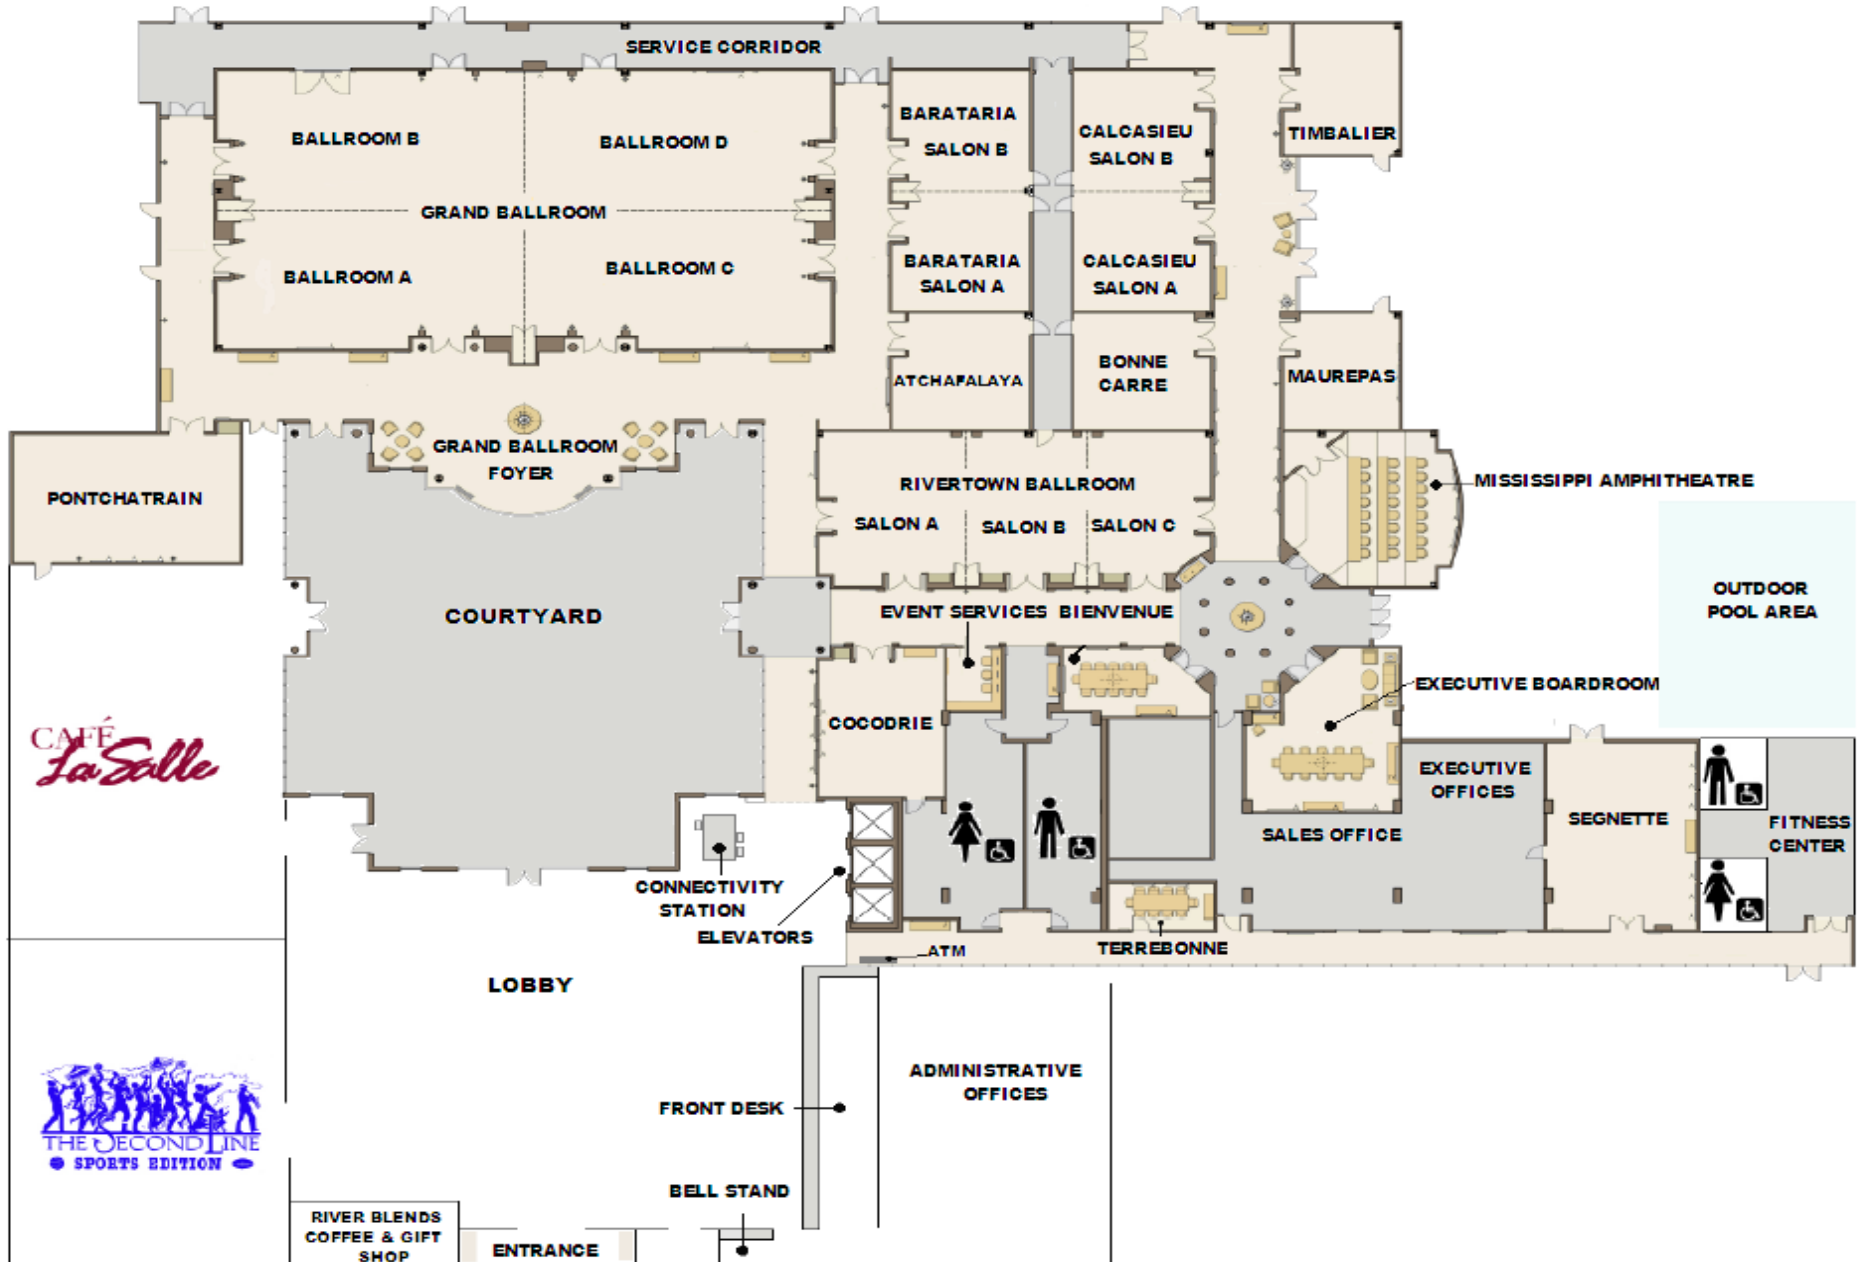 SERVICE CORRIDOR
BALLROOM B
BALLROOM D
BARATARIA
SALON B
CALCASIEU
SALON B
TIMBALIER
GRAND BALLROOM
BALLROOM A
BALLROOM C
BARATARIA
SALON A
CALCASIEU
SALON A
ATCHAFALAYA
BONNE
CARRE
MAUREPAS
GRAND BALLROOM
FOYER
PONTCHATRAIN
RIVERTOWN BALLROOM
SALON A
SALON B
SALON C
MISSISSIPPI AMPHITHEATRE
OUTDOOR
POOL AREA
COURTYARD
EVENT SERVICES
BIENVENUE
EXECUTIVE BOARDROOM
CAFÉ
LaSalle
COCODRIE
EXECUTIVE
OFFICES
SALES OFFICE
SEGNETTE
FITNESS
CENTER
CONNECTIVITY
STATION
ELEVATORS
ATM
TERREBONNE
LOBBY
ADMINISTRATIVE
OFFICES
FRONT DESK
THE SECOND LINE
SPORTS EDITION
BELL STAND
RIVER BLENDS
COFFEE & GIFT
SHOP
ENTRANCE